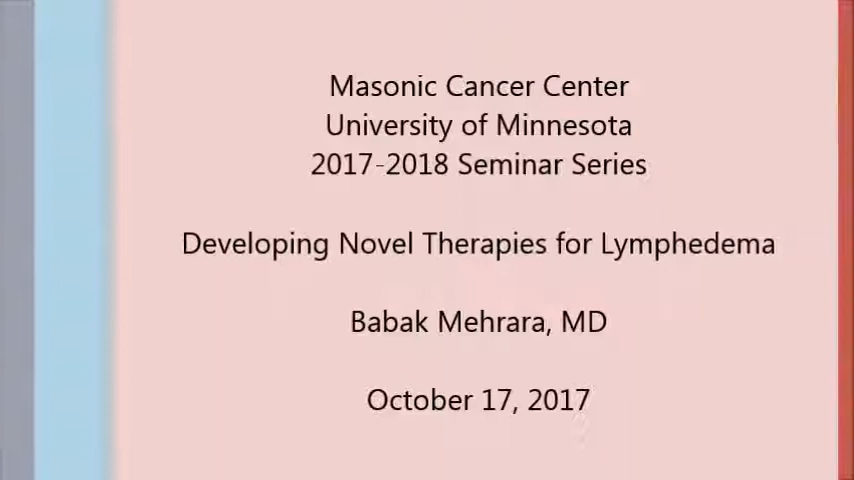 Masonic Cancer Center
University of Minnesota
2017-2018 Seminar Series
Developing Novel Therapies for Lymphedema
Babak Mehrara, MD
October 17, 2017